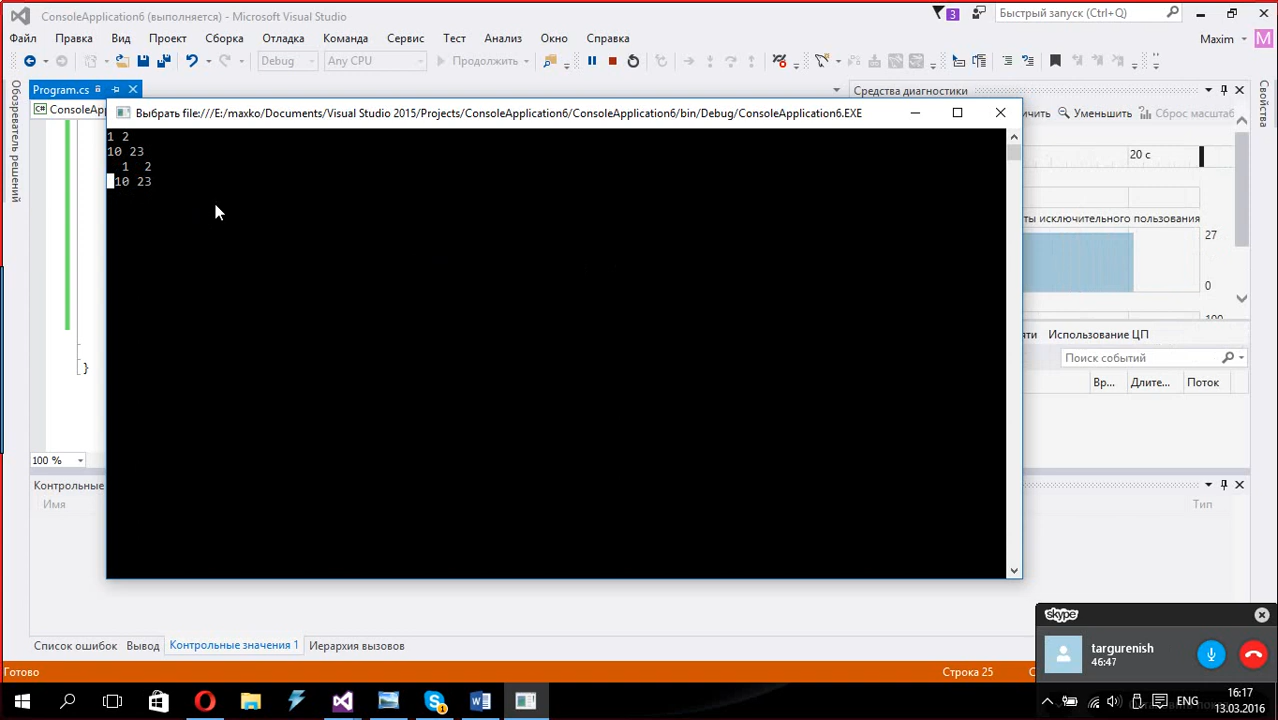 ConsoleApplication6 (выполняется) - Microsoft Visual Studio
3
Быстрый запуск (Ctrl+Q)
Файл Правка Вид Проект Сборка Отладка Команда Сервис Тест Анализ Окно Справка
Maxim
M
Debug Any CPU Продолжить
Обозреватель решений
Program.cs
Средства диагностики
Свойства
C#
ConsoleAp
Выбрать file:///E:/maxko/Documents/Visual Studio 2015/Projects/ConsoleApplication6/ConsoleApplication6/bin/Debug/ConsoleApplication6.EXE
Уменьшить
Сброс масштаб
1 2
10 23
1 2
10 23
20 с
ты исключительного пользования
27
0
100
}
Использование ЦП
Поиск событий
Вр... Длите... Поток
100 %
Контрольные
Имя
Тип
Список ошибок Вывод Контрольные значения 1 Иерархия вызовов
Готово
Строка 25
skype
targurenish
46:47
1
ENG
16:17
13.03.2016